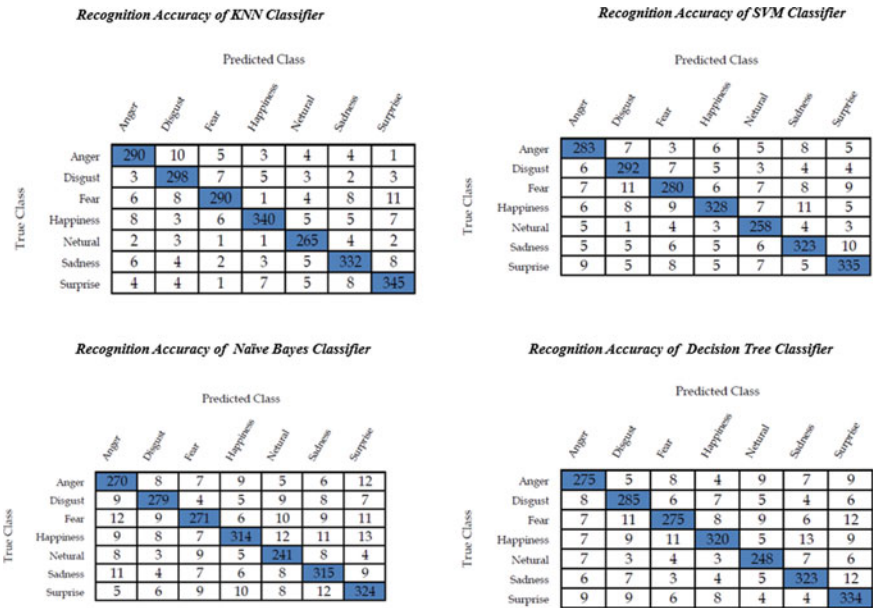 Recognition Accuracy of KNN Classifier
Predicted Class
Anger Disgust Fear Happiness Netural Sadness Surprise
True Class
Anger 290 10 5 3 4 4 1
Disgust 3 298 7 5 3 2 3
Fear 6 8 290 1 4 8 11
Happiness 8 3 6 340 5 5 7
Netural 2 3 1 1 265 4 2
Sadness 6 4 2 3 5 332 8
Surprise 4 4 1 7 5 8 345
Recognition Accuracy of SVM Classifier
Predicted Class
Anger Disgust Fear Happiness Netural Sadness Surprise
True Class
Anger 283 7 3 6 5 8 5
Disgust 6 292 7 5 3 4 4
Fear 7 11 280 6 7 8 9
Happiness 6 8 9 328 7 11 5
Netural 5 1 4 3 258 4 3
Sadness 5 5 6 5 6 323 10
Surprise 9 5 8 5 7 5 335
Recognition Accuracy of Naïve Bayes Classifier
Predicted Class
Anger Disgust Fear Happiness Netural Sadness Surprise
True Class
Anger 270 8 7 9 5 6 12
Disgust 9 279 4 5 9 8 7
Fear 12 9 271 6 10 9 11
Happiness 9 8 7 314 12 11 13
Netural 8 3 9 5 241 8 4
Sadness 11 4 7 6 8 315 9
Surprise 5 6 9 10 8 12 324
Recognition Accuracy of Decision Tree Classifier
Predicted Class
Anger Disgust Fear Happiness Netural Sadness Surprise
True Class
Anger 275 5 8 4 9 7 9
Disgust 8 285 6 7 5 4 6
Fear 7 11 275 8 9 6 12
Happiness 7 9 11 320 5 13 9
Netural 7 3 4 3 248 7 6
Sadness 6 7 3 4 5 323 12
Surprise 9 9 6 8 4 4 334